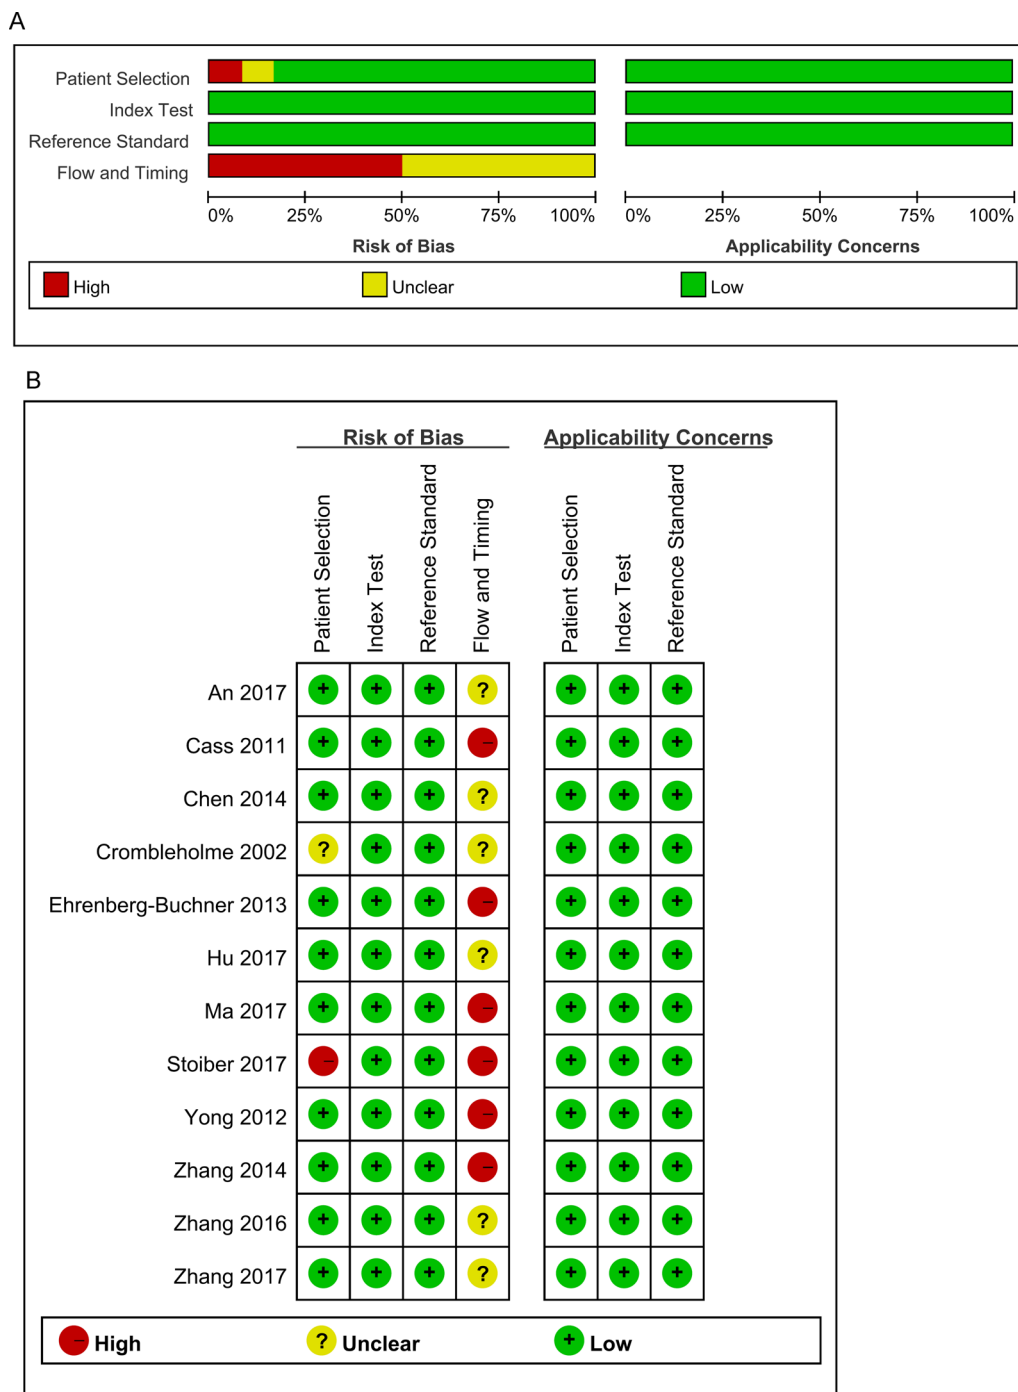 A
Patient Selection
Index Test
Reference Standard
Flow and Timing
0% 25% 50% 75% 100% 0% 25% 50% 75% 100%
Risk of Bias Applicability Concerns
High Unclear Low
B
Risk of Bias Applicability Concerns
Patient Selection Index Test Reference Standard Flow and Timing Patient Selection Index Test Reference Standard
An 2017 + + + ? + + +
Cass 2011 + + + – + + +
Chen 2014 + + + ? + + +
Crombleholme 2002 ? + + ? + + +
Ehrenberg-Buchner 2013 + + + – + + +
Hu 2017 + + + ? + + +
Ma 2017 + + + – + + +
Stoiber 2017 – + + – + + +
Yong 2012 + + + – + + +
Zhang 2014 + + + – + + +
Zhang 2016 + + + ? + + +
Zhang 2017 + + + ? + + +
– High ? Unclear + Low